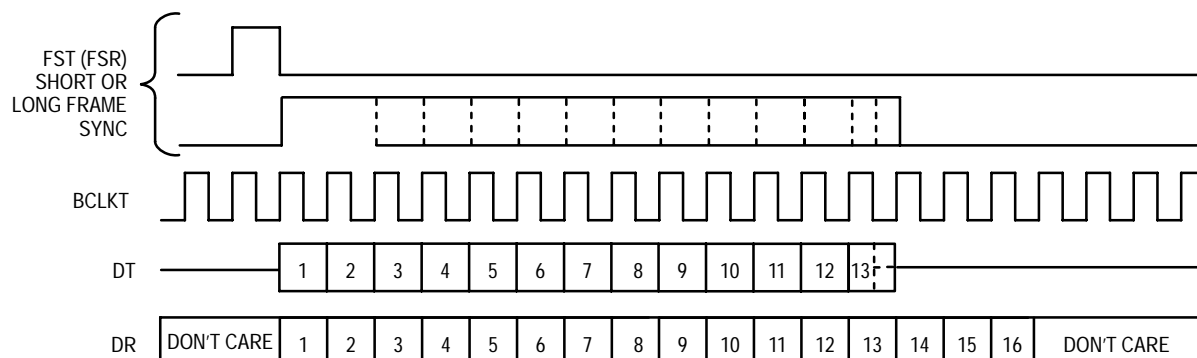 FST (FSR)
SHORT OR
LONG FRAME
SYNC
BCLKT
DT 1 2 3 4 5 6 7 8 9 10 11 12 13
DR DON'T CARE 1 2 3 4 5 6 7 8 9 10 11 12 13 14 15 16 DON'T CARE